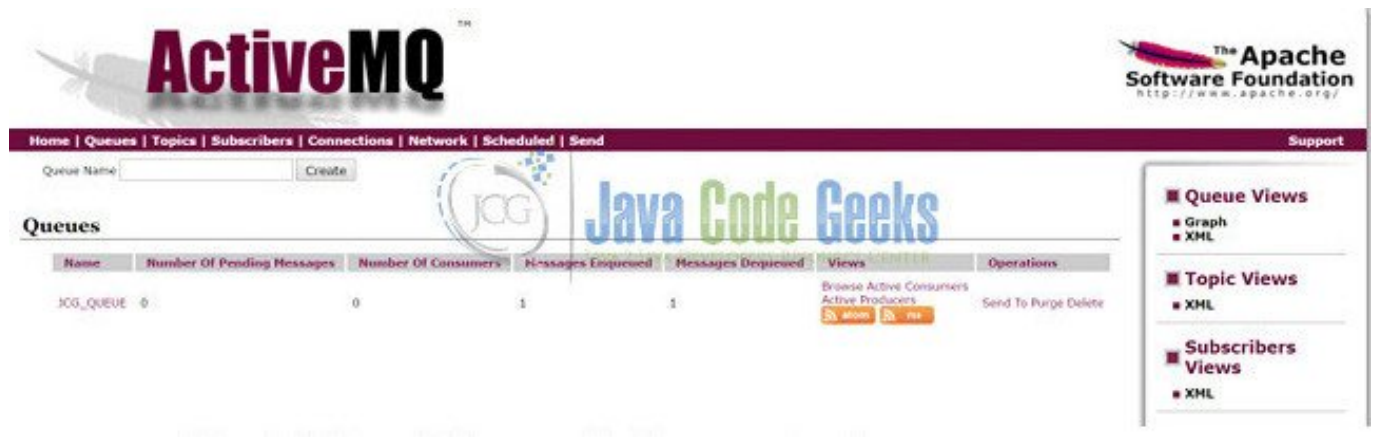 ActiveMQ ™
The Apache
Software Foundation
http://www.apache.org/
Home | Queues | Topics | Subscribers | Connections | Network | Scheduled | Send
Support
Queue Name
Create
JCG
Java Code Geeks
Queues
Name Number Of Pending Messages Number Of Consumers Messages Enqueued Messages Dequeued Views Operations
JCG_QUEUE 0 0 1 1
Browse Active Consumers
Active Producers
atom rss
Send To Purge Delete
Queue Views
Graph
XML
Topic Views
XML
Subscribers
Views
XML